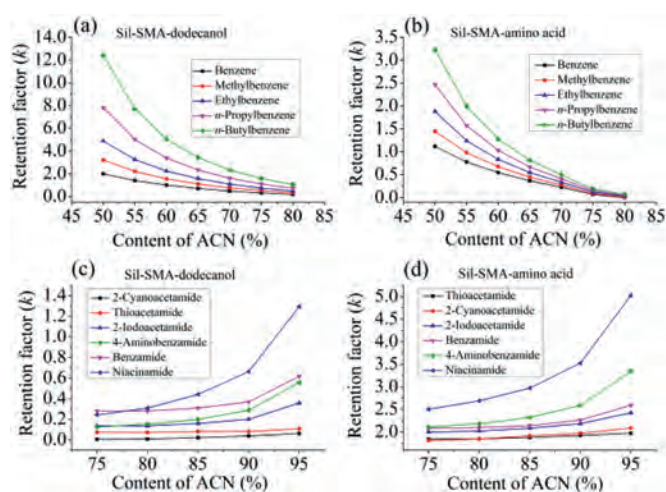 (a) Sil-SMA-dodecanol
Retention factor (k)
14.0
12.0
10.0
8.0
6.0
4.0
2.0
0.0
Benzene
Methylbenzene
Ethylbenzene
n-Propylbenzene
n-Butylbenzene
45 50 55 60 65 70 75 80 85
Content of ACN (%)
(b) Sil-SMA-amino acid
Retention factor (k)
3.5
3.0
2.5
2.0
1.5
1.0
0.5
0.0
Benzene
Methylbenzene
Ethylbenzene
n-Propylbenzene
n-Butylbenzene
45 50 55 60 65 70 75 80 85
Content of ACN (%)
(c) Sil-SMA-dodecanol
Retention factor (k)
1.4
1.2
1.0
0.8
0.6
0.4
0.2
0.0
2-Cyanoacetamide
Thioacetamide
2-Iodoacetamide
4-Aminobenzamide
Benzamide
Niacinamide
75 80 85 90 95
Content of ACN (%)
(d) Sil-SMA-amino acid
Retention factor (k)
5.0
4.5
4.0
3.5
3.0
2.5
2.0
Thioacetamide
2-Cyanoacetamide
2-Iodoacetamide
Benzamide
4-Aminobenzamide
Niacinamide
75 80 85 90 95
Content of ACN (%)